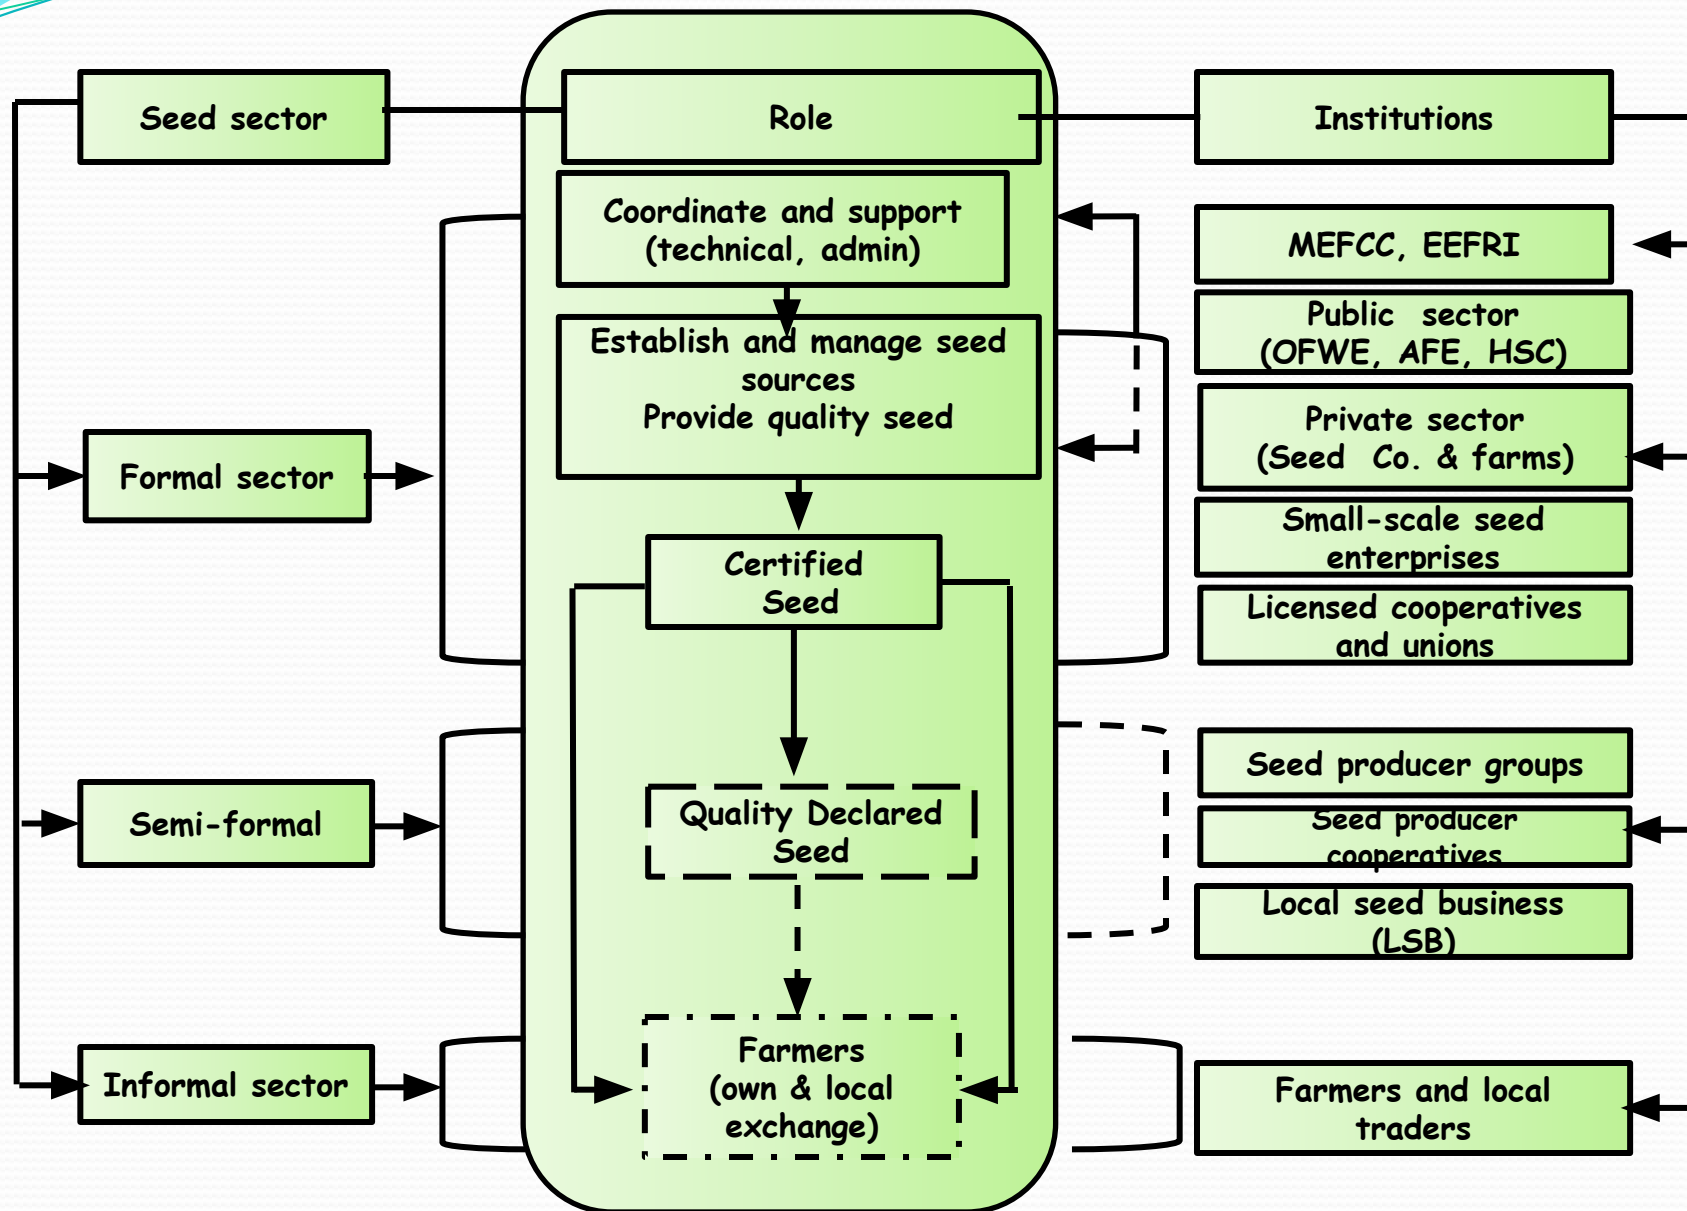 Seed sector
Role
Institutions
Coordinate and support
(technical, admin)
MEFCC, EEFRI
Establish and manage seed
sources
Provide quality seed
Public sector
(OFWE, AFE, HSC)
Formal sector
Private sector
(Seed Co. & farms)
Small-scale seed
enterprises
Certified
Seed
Licensed cooperatives
and unions
Semi-formal
Quality Declared
Seed
Seed producer groups
Seed producer
cooperatives
Local seed business
(LSB)
Informal sector
Farmers
(own & local
exchange)
Farmers and local
traders